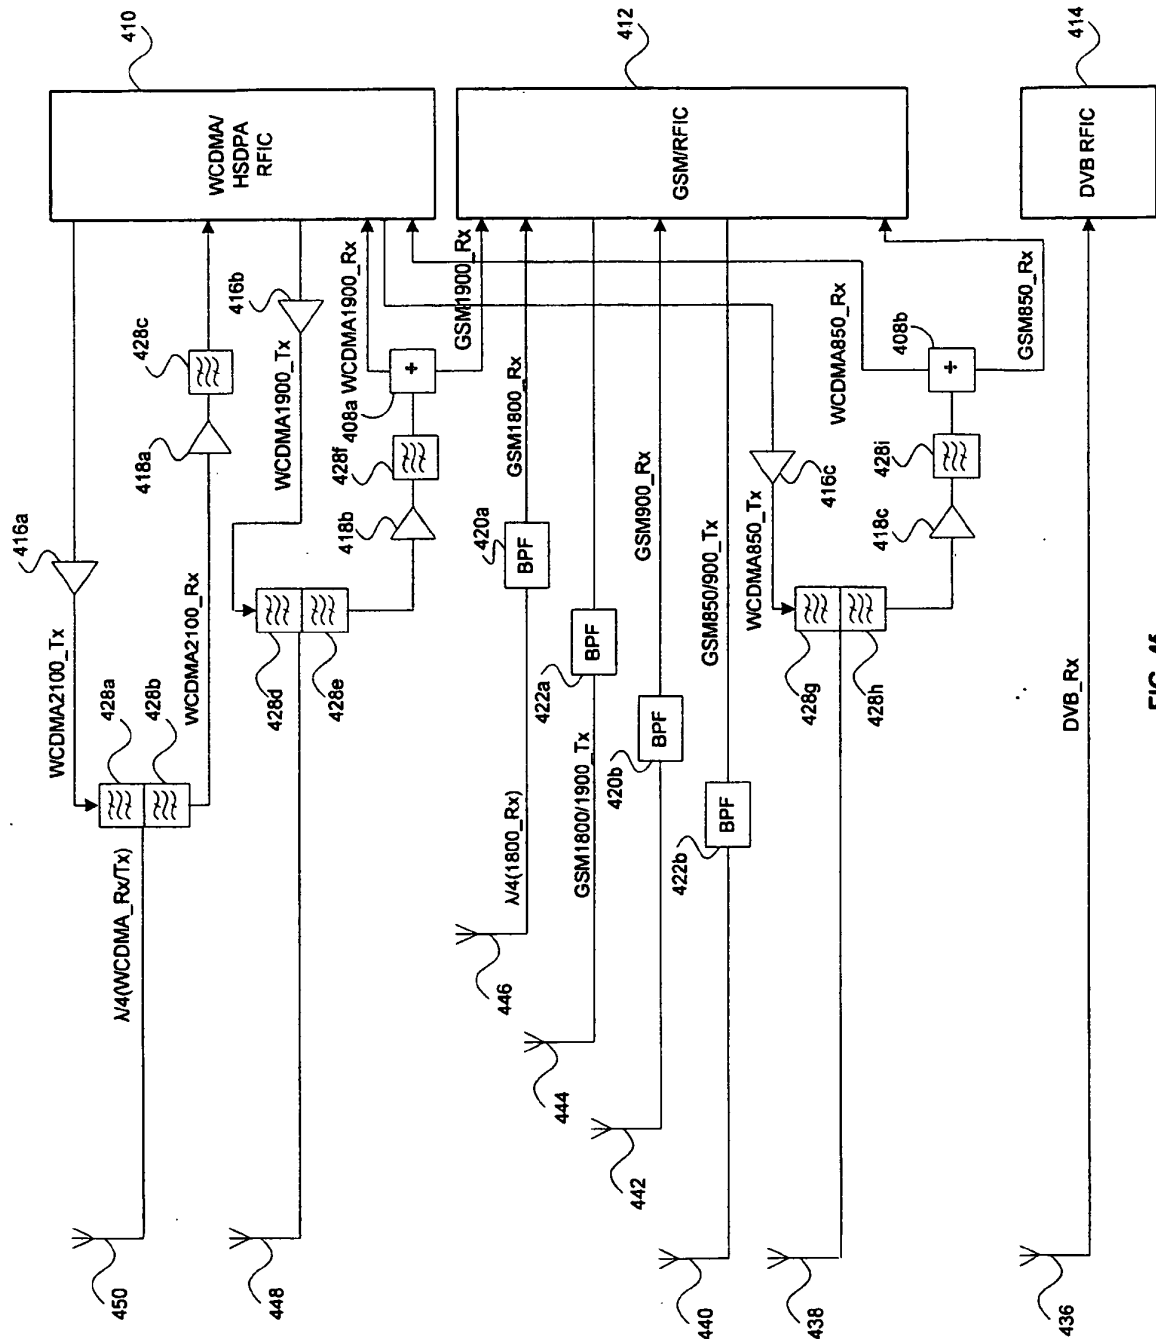 410
WCDMA/
HSDPA
RFIC
416a
WCDMA2100_Tx
428a
428b
WCDMA2100_Rx
λ/4(WCDMA_Rx/Tx)
450
418a
428c
416b
WCDMA1900_Tx
428d
428e
448
418b
428f
408a
÷
WCDMA1900_Rx
GSM1900_Rx
412
GSM/RFIC
GSM1800_Rx
420a
BPF
λ/4(1800_Rx)
446
BPF
422a
GSM1800/1900_Tx
444
GSM900_Rx
BPF
420b
442
GSM850/900_Tx
BPF
422b
440
416c
WCDMA850_Tx
428g
428h
438
WCDMA850_Rx
408b
÷
GSM850_Rx
428i
418c
414
DVB RFIC
DVB_Rx
436